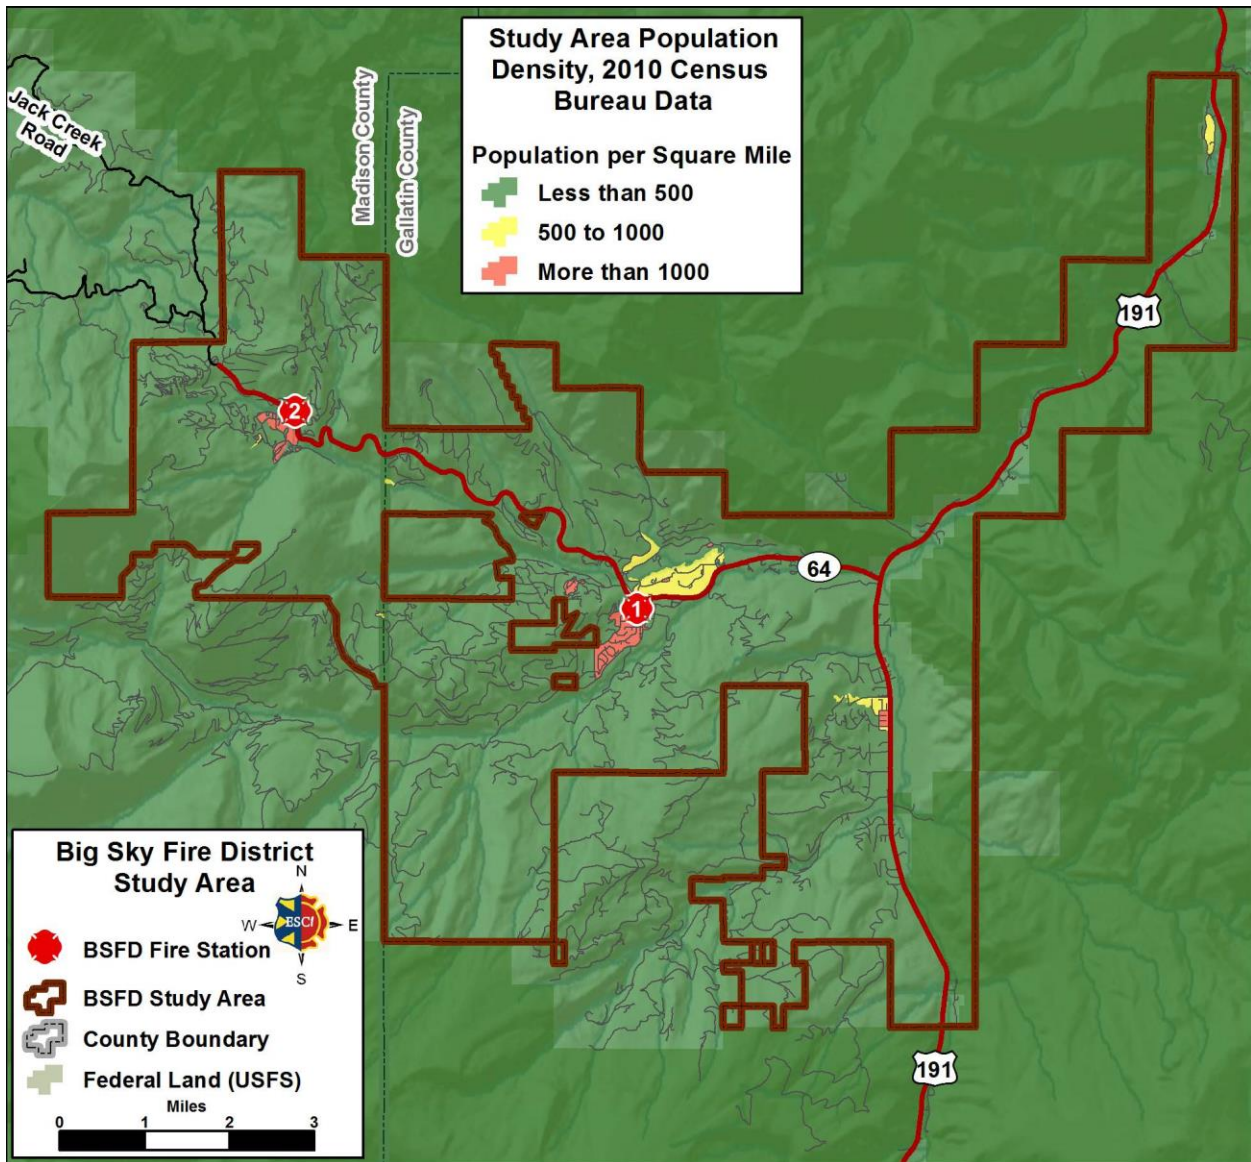 Study Area Population
Density, 2010 Census
Bureau Data
Population per Square Mile
Less than 500
500 to 1000
More than 1000
Jack Creek
Road
Madison County
Gallatin County
191
2
64
1
191
Big Sky Fire District
Study Area
N
W
ESCI
E
S
BSFD Fire Station
BSFD Study Area
County Boundary
Federal Land (USFS)
Miles
0 1 2 3